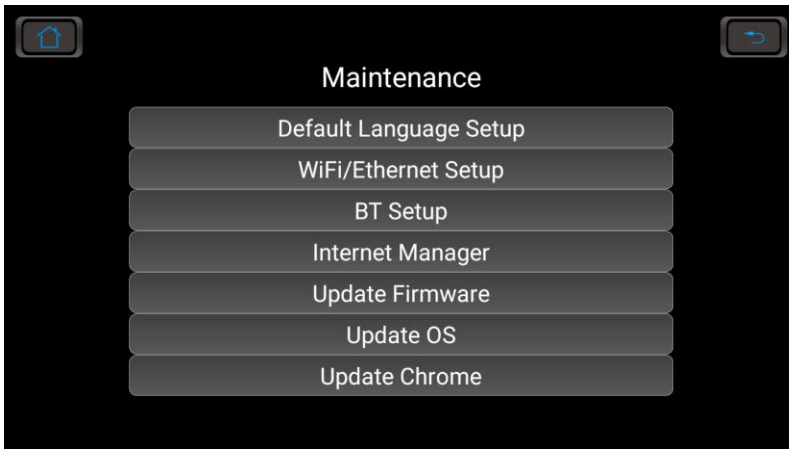 Maintenance
Default Language Setup
WiFi/Ethernet Setup
BT Setup
Internet Manager
Update Firmware
Update OS
Update Chrome